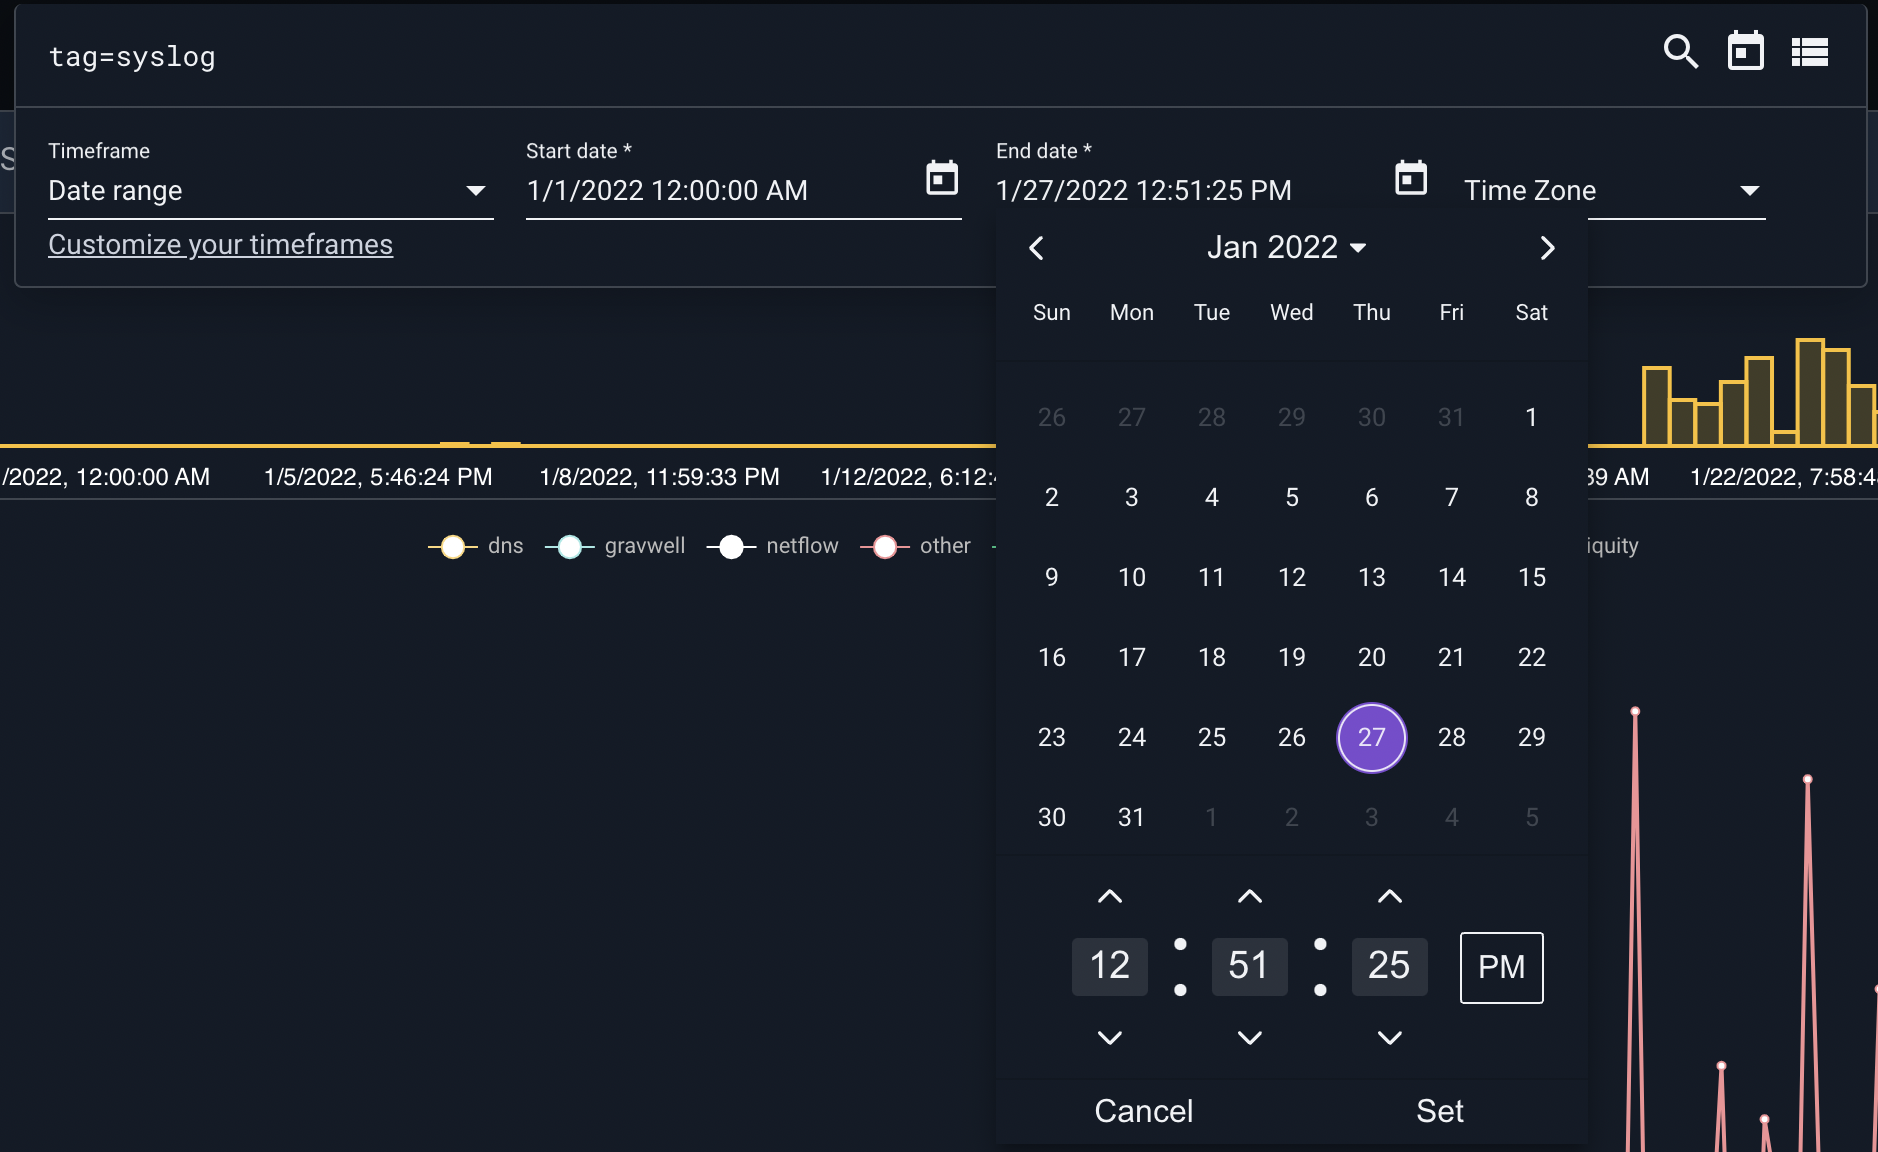 tag=syslog
Timeframe
Date range
Customize your timeframes
Start date *
1/1/2022 12:00:00 AM
End date *
1/27/2022 12:51:25 PM
Time Zone
Jan 2022
Sun Mon Tue Wed Thu Fri Sat
26 27 28 29 30 31 1
2 3 4 5 6 7 8
9 10 11 12 13 14 15
16 17 18 19 20 21 22
23 24 25 26 27 28 29
30 31 1 2 3 4 5
12 : 51 : 25 PM
Cancel Set
/2022, 12:00:00 AM 1/5/2022, 5:46:24 PM 1/8/2022, 11:59:33 PM 1/12/2022, 6:12: 39 AM 1/22/2022, 7:58:4
dns gravwell netflow other iquity